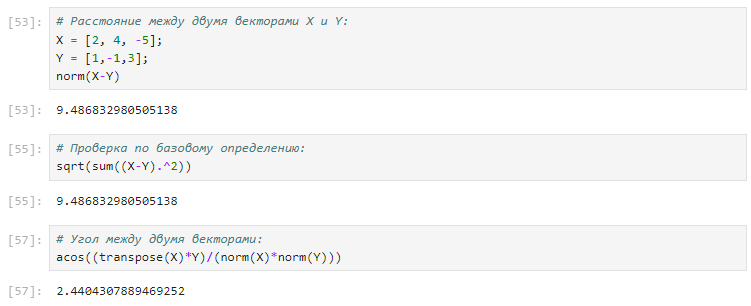 [53]: # Расстояние между двумя векторами X и Y:
X = [2, 4, -5];
Y = [1,-1,3];
norm(X-Y)
[53]: 9.486832980505138
[55]: # Проверка по базовому определению:
sqrt(sum((X-Y).^2))
[55]: 9.486832980505138
[57]: # Угол между двумя векторами:
acos((transpose(X)*Y)/(norm(X)*norm(Y)))
[57]: 2.4404307889469252